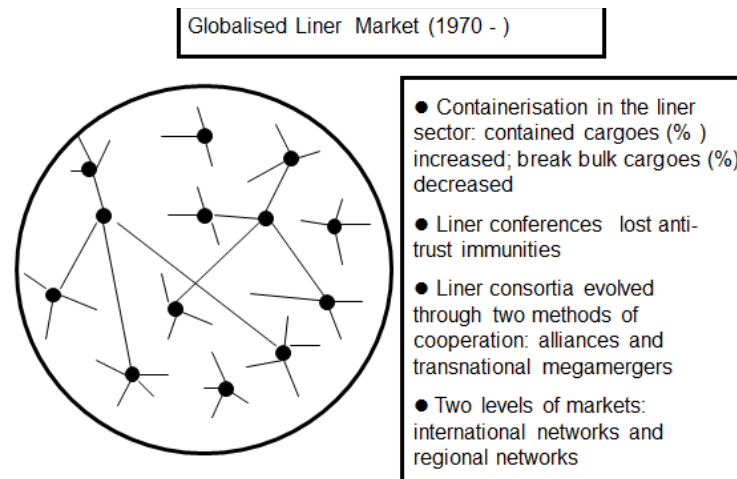 Globalised Liner Market (1970 - )
● Containerisation in the liner
sector: contained cargoes (% )
increased; break bulk cargoes (%)
decreased
● Liner conferences lost anti-
trust immunities
● Liner consortia evolved
through two methods of
cooperation: alliances and
transnational megamergers
● Two levels of markets:
international networks and
regional networks